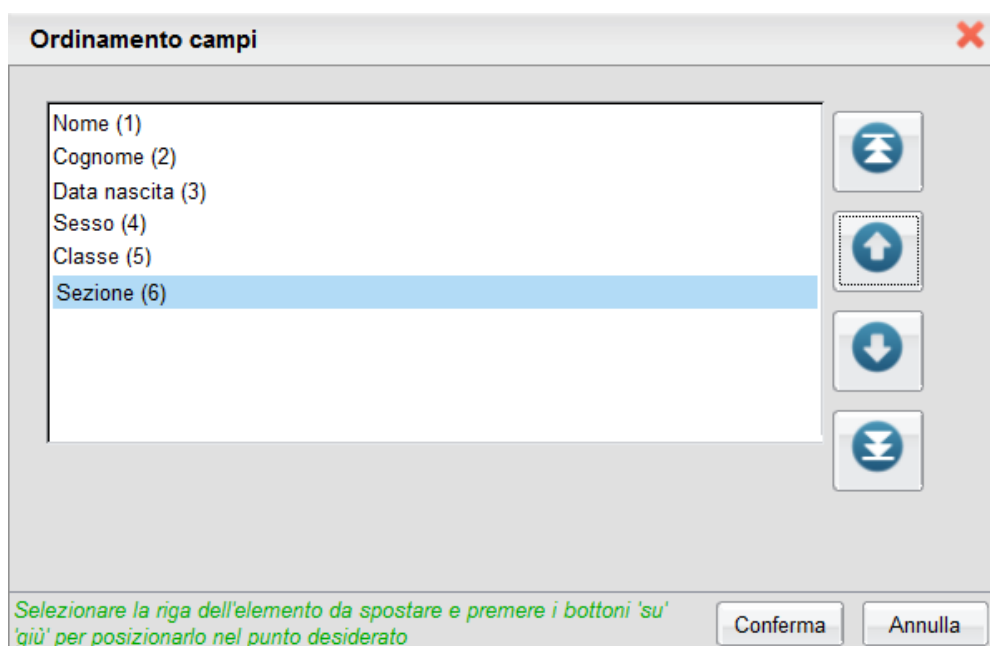 Ordinamento campi
Nome (1)
Cognome (2)
Data nascita (3)
Sesso (4)
Classe (5)
Sezione (6)
Selezionare la riga dell'elemento da spostare e premere i bottoni 'su'
'giù' per posizionarlo nel punto desiderato
Conferma
Annulla